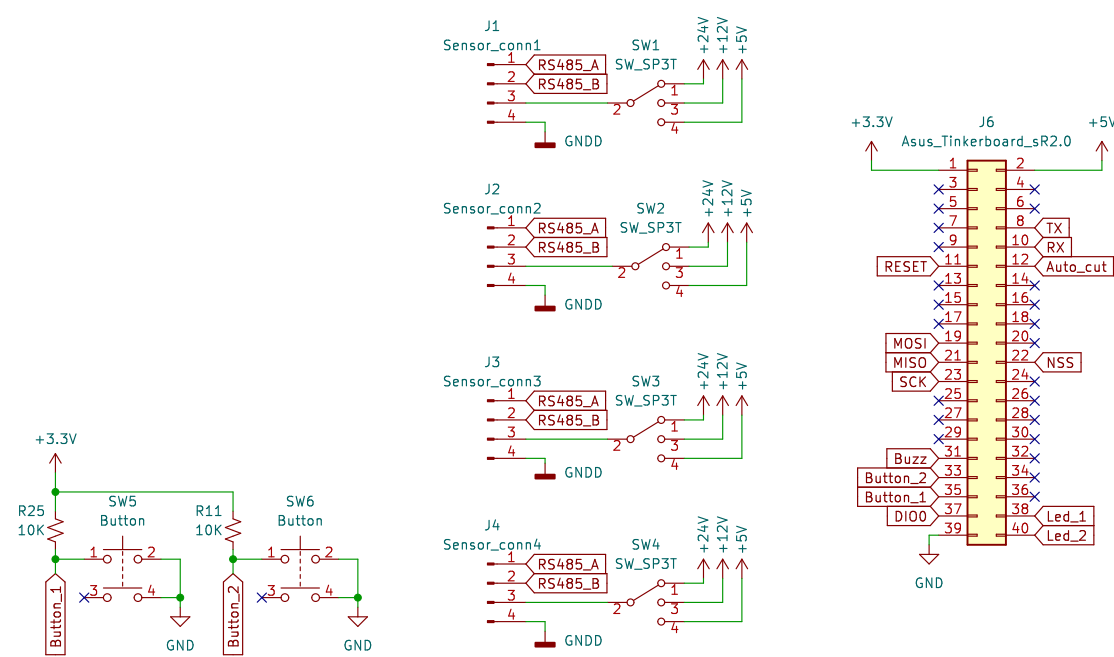 J1
Sensor_conn1
1
RS485_A
2
RS485_B
3
4
GNDD
SW1
SW_SP3T
+24V
+12V
+5V
2
1
3
4
J2
Sensor_conn2
1
RS485_A
2
RS485_B
3
4
GNDD
SW2
SW_SP3T
+24V
+12V
+5V
2
1
3
4
J3
Sensor_conn3
1
RS485_A
2
RS485_B
3
4
GNDD
SW3
SW_SP3T
+24V
+12V
+5V
2
1
3
4
J4
Sensor_conn4
1
RS485_A
2
RS485_B
3
4
GNDD
SW4
SW_SP3T
+24V
+12V
+5V
2
1
3
4
+3.3V
R25
10K
SW5
Button
1
2
3
4
Button_1
GND
R11
10K
SW6
Button
1
2
3
4
Button_2
GND
+3.3V
J6
+5V
Asus_Tinkerboard_sR2.0
1 2
3 4
5 6
7 8 TX
9 10 RX
RESET 11 12 Auto_cut
13 14
15 16
17 18
MOSI 19 20
MISO 21 22 NSS
SCK 23 24
25 26
27 28
29 30
Buzz 31 32
Button_2 33 34
Button_1 35 36
DIO0 37 38 Led_1
39 40 Led_2
GND